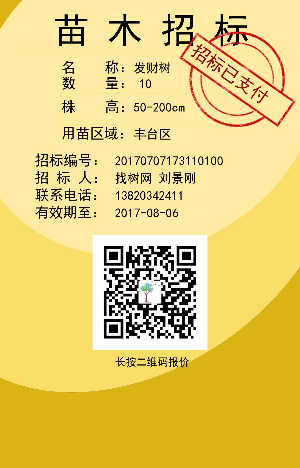 苗木招标
招标已支付
名 称：发财树
数 量：10
株 高：50-200cm
用苗区域：丰台区
招标编号：20170707173110100
招 标 人：找树网 刘景刚
联系电话：13820342411
有效期至：2017-08-06
长按二维码报价